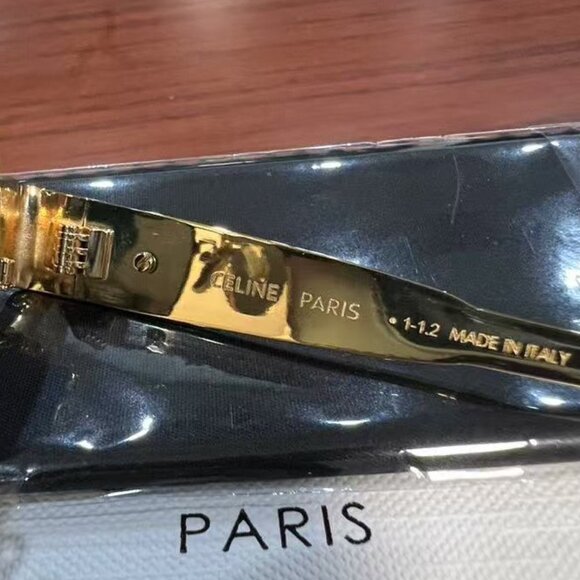 CELINE PARIS • 1-1.2 MADE IN ITALY
PARIS